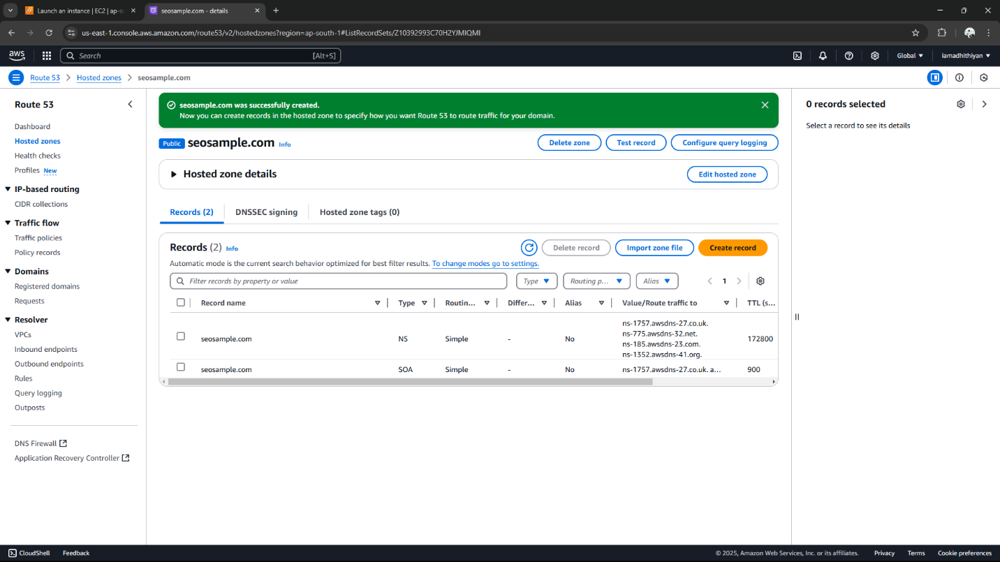 Launch an instance | EC2 | ap-so
seosample.com - details
us-east-1.console.aws.amazon.com/route53/v2/hostedzones?region=ap-south-1#ListRecordSets/Z10392993C70H2YJMIQMI
aws
Search
[Alt+S]
Global
iamadhithiyan
Route 53
Hosted zones
seosample.com
Route 53
Dashboard
Hosted zones
Health checks
Profiles New
IP-based routing
CIDR collections
Traffic flow
Traffic policies
Policy records
Domains
Registered domains
Requests
Resolver
VPCs
Inbound endpoints
Outbound endpoints
Rules
Query logging
Outposts
DNS Firewall
Application Recovery Controller
seosample.com was successfully created.
Now you can create records in the hosted zone to specify how you want Route 53 to route traffic for your domain.
Public seosample.com Info
Delete zone
Test record
Configure query logging
Hosted zone details
Edit hosted zone
Records (2)
DNSSEC signing
Hosted zone tags (0)
Records (2) Info
Delete record
Import zone file
Create record
Automatic mode is the current search behavior optimized for best filter results. To change modes go to settings.
Filter records by property or value
Type
Routing p...
Alias
1
Record name
Type
Routin...
Differ...
Alias
Value/Route traffic to
TTL (s...
seosample.com
NS
Simple
-
No
ns-1757.awsdns-27.co.uk.
ns-775.awsdns-32.net.
ns-185.awsdns-23.com.
ns-1352.awsdns-41.org.
172800
seosample.com
SOA
Simple
-
No
ns-1757.awsdns-27.co.uk. a...
900
0 records selected
Select a record to see its details
CloudShell
Feedback
© 2025, Amazon Web Services, Inc. or its affiliates.
Privacy
Terms
Cookie preferences